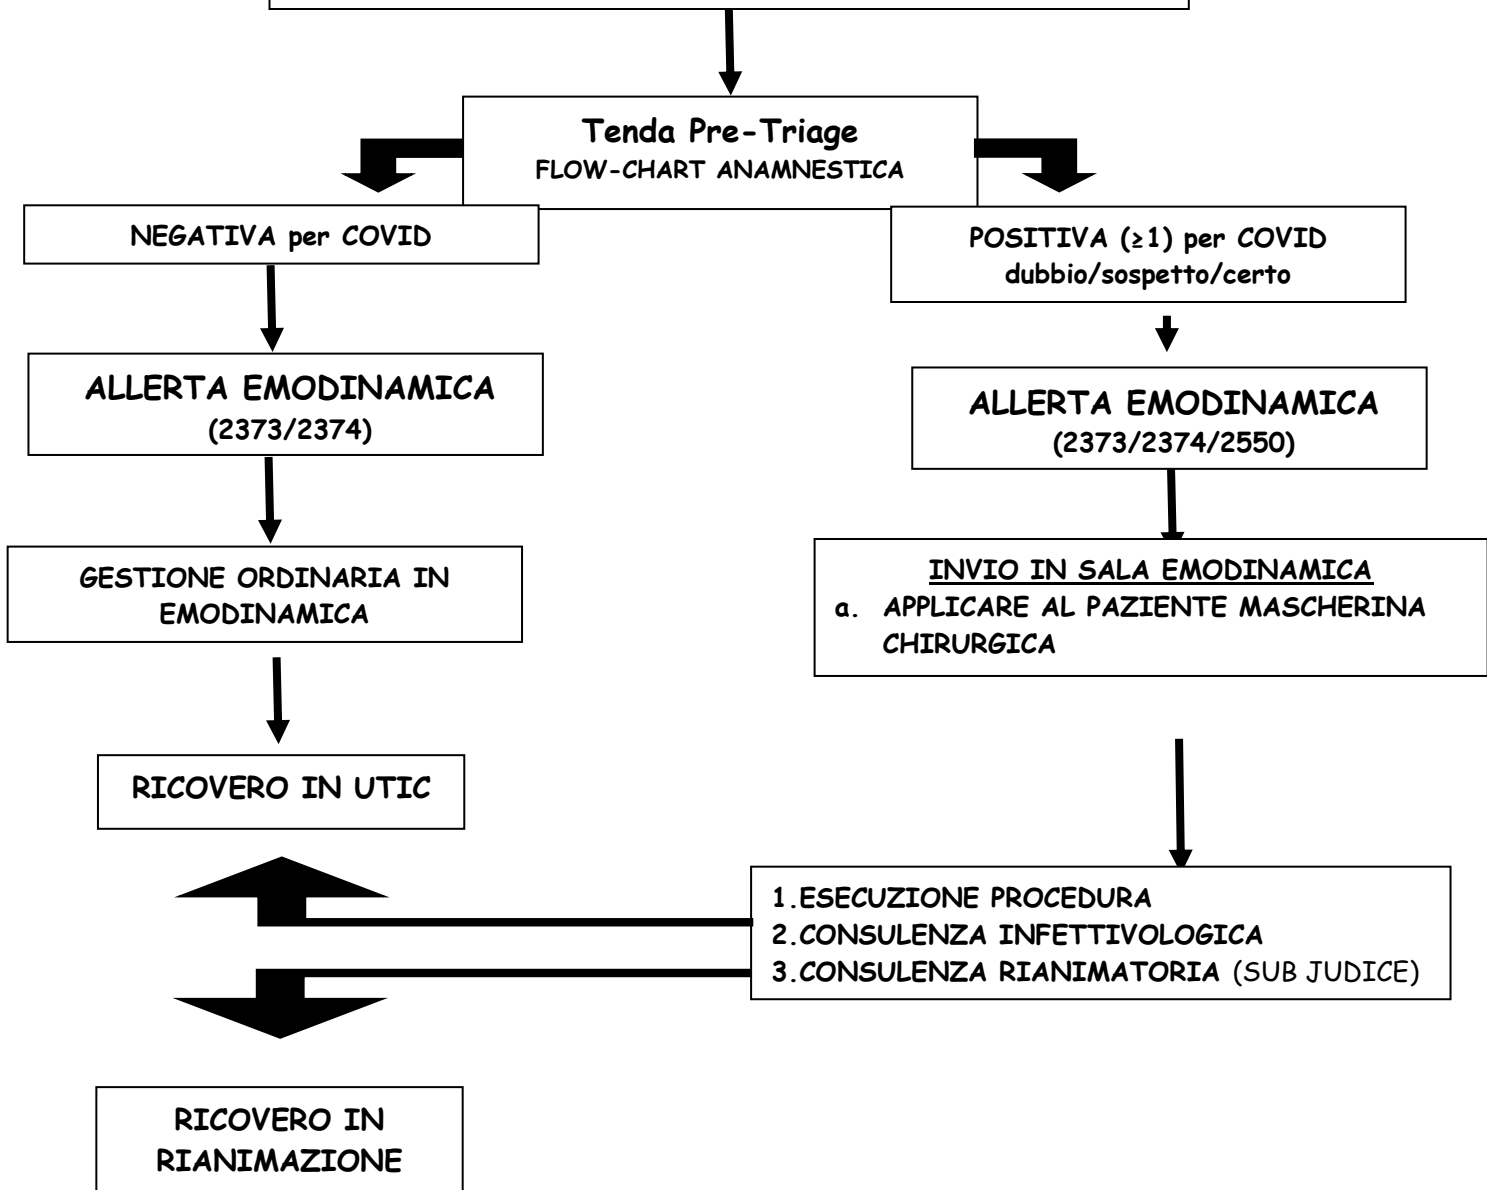 Tenda Pre-Triage
FLOW-CHART ANAMNESTICA
NEGATIVA per COVID
POSITIVA (≥1) per COVID
dubbio/sospetto/certo
ALLERTA EMODINAMICA
(2373/2374)
ALLERTA EMODINAMICA
(2373/2374/2550)
GESTIONE ORDINARIA IN
EMODINAMICA
INVIO IN SALA EMODINAMICA
a. APPLICARE AL PAZIENTE MASCHERINA
CHIRURGICA
RICOVERO IN UTIC
1.ESECUZIONE PROCEDURA
2.CONSULENZA INFETTIVOLOGICA
3.CONSULENZA RIANIMATORIA (SUB JUDICE)
RICOVERO IN
RIANIMAZIONE